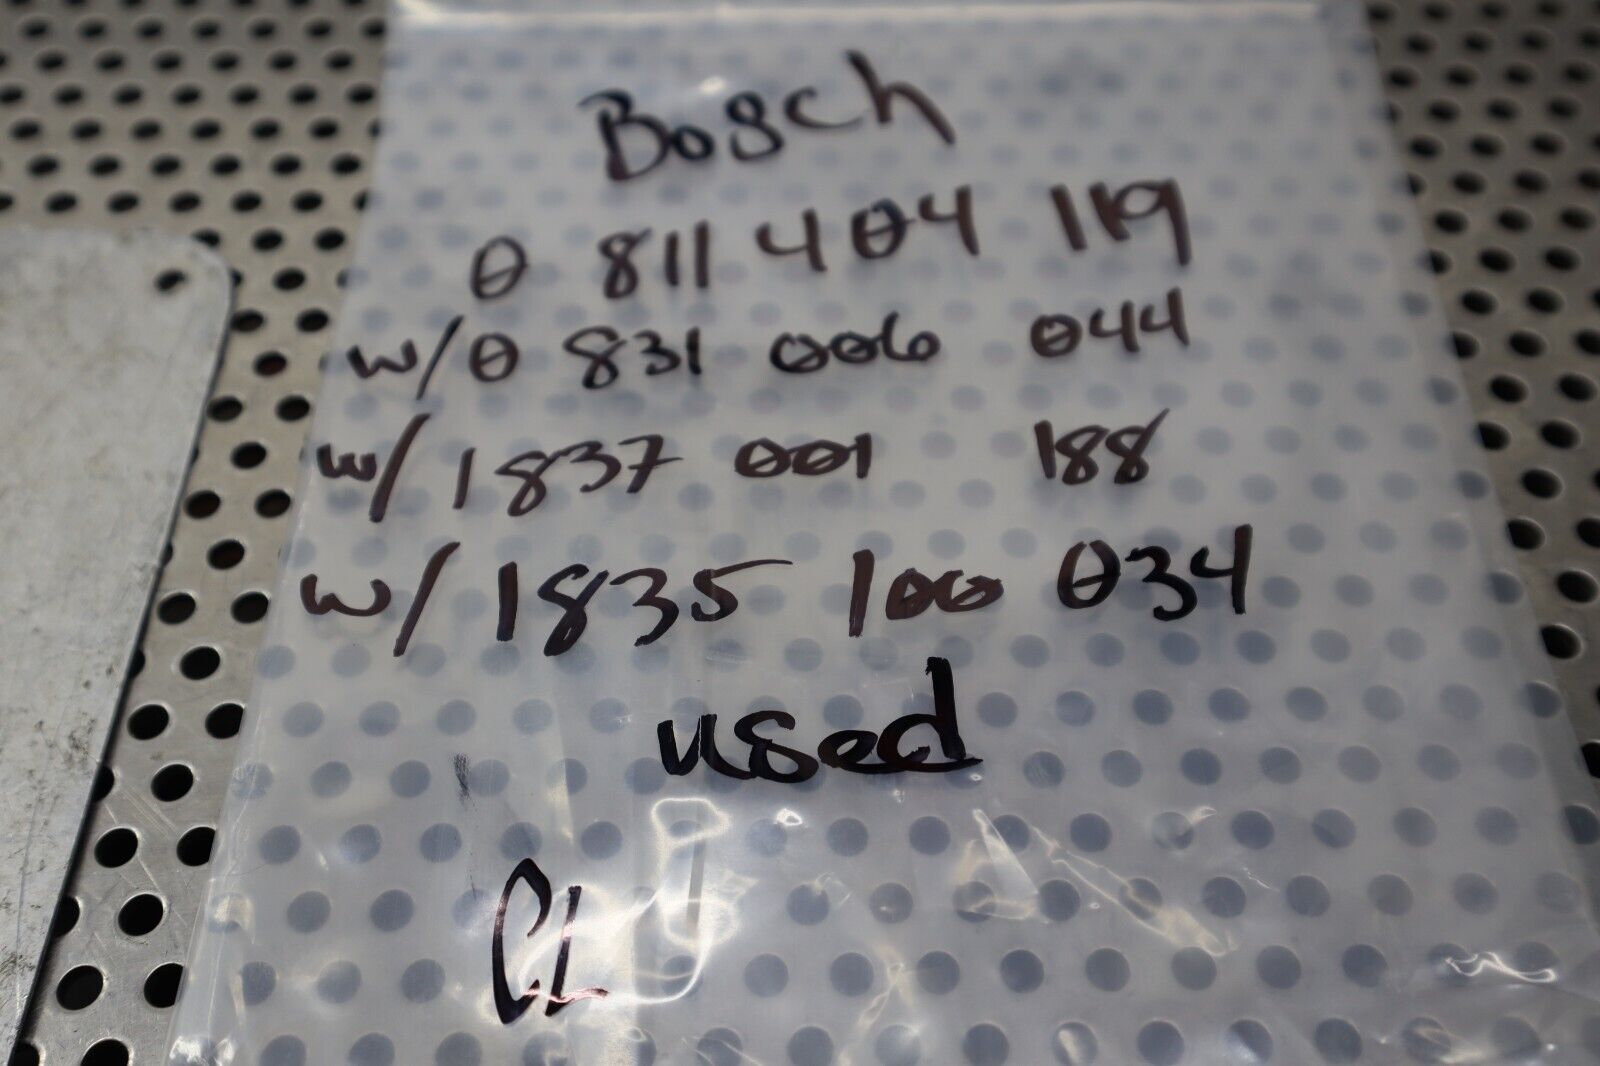 Bosch
0 811 404 119
w/0 831 006 044
w/ 1837 001 188
w/ 1835 100 034
used
CL